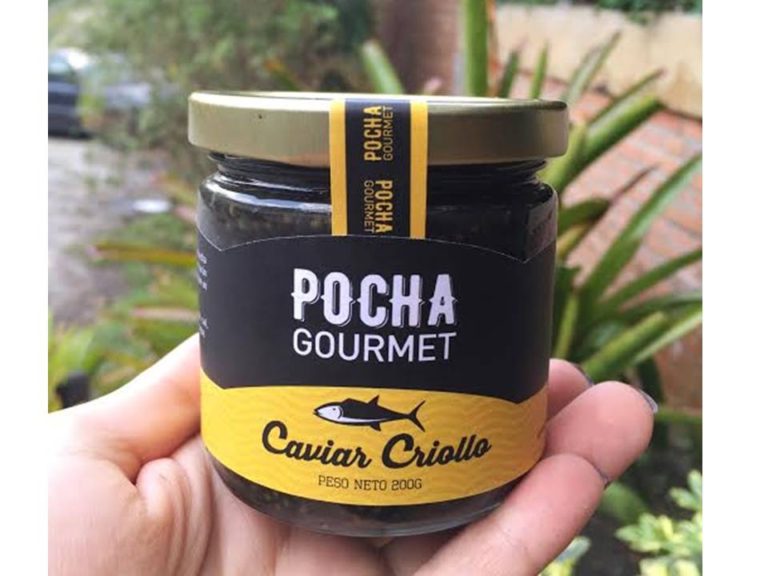 POCHA
GOURMET
POCHA
GOURMET
POCHA
GOURMET
Caviar Criollo
PESO NETO 200G